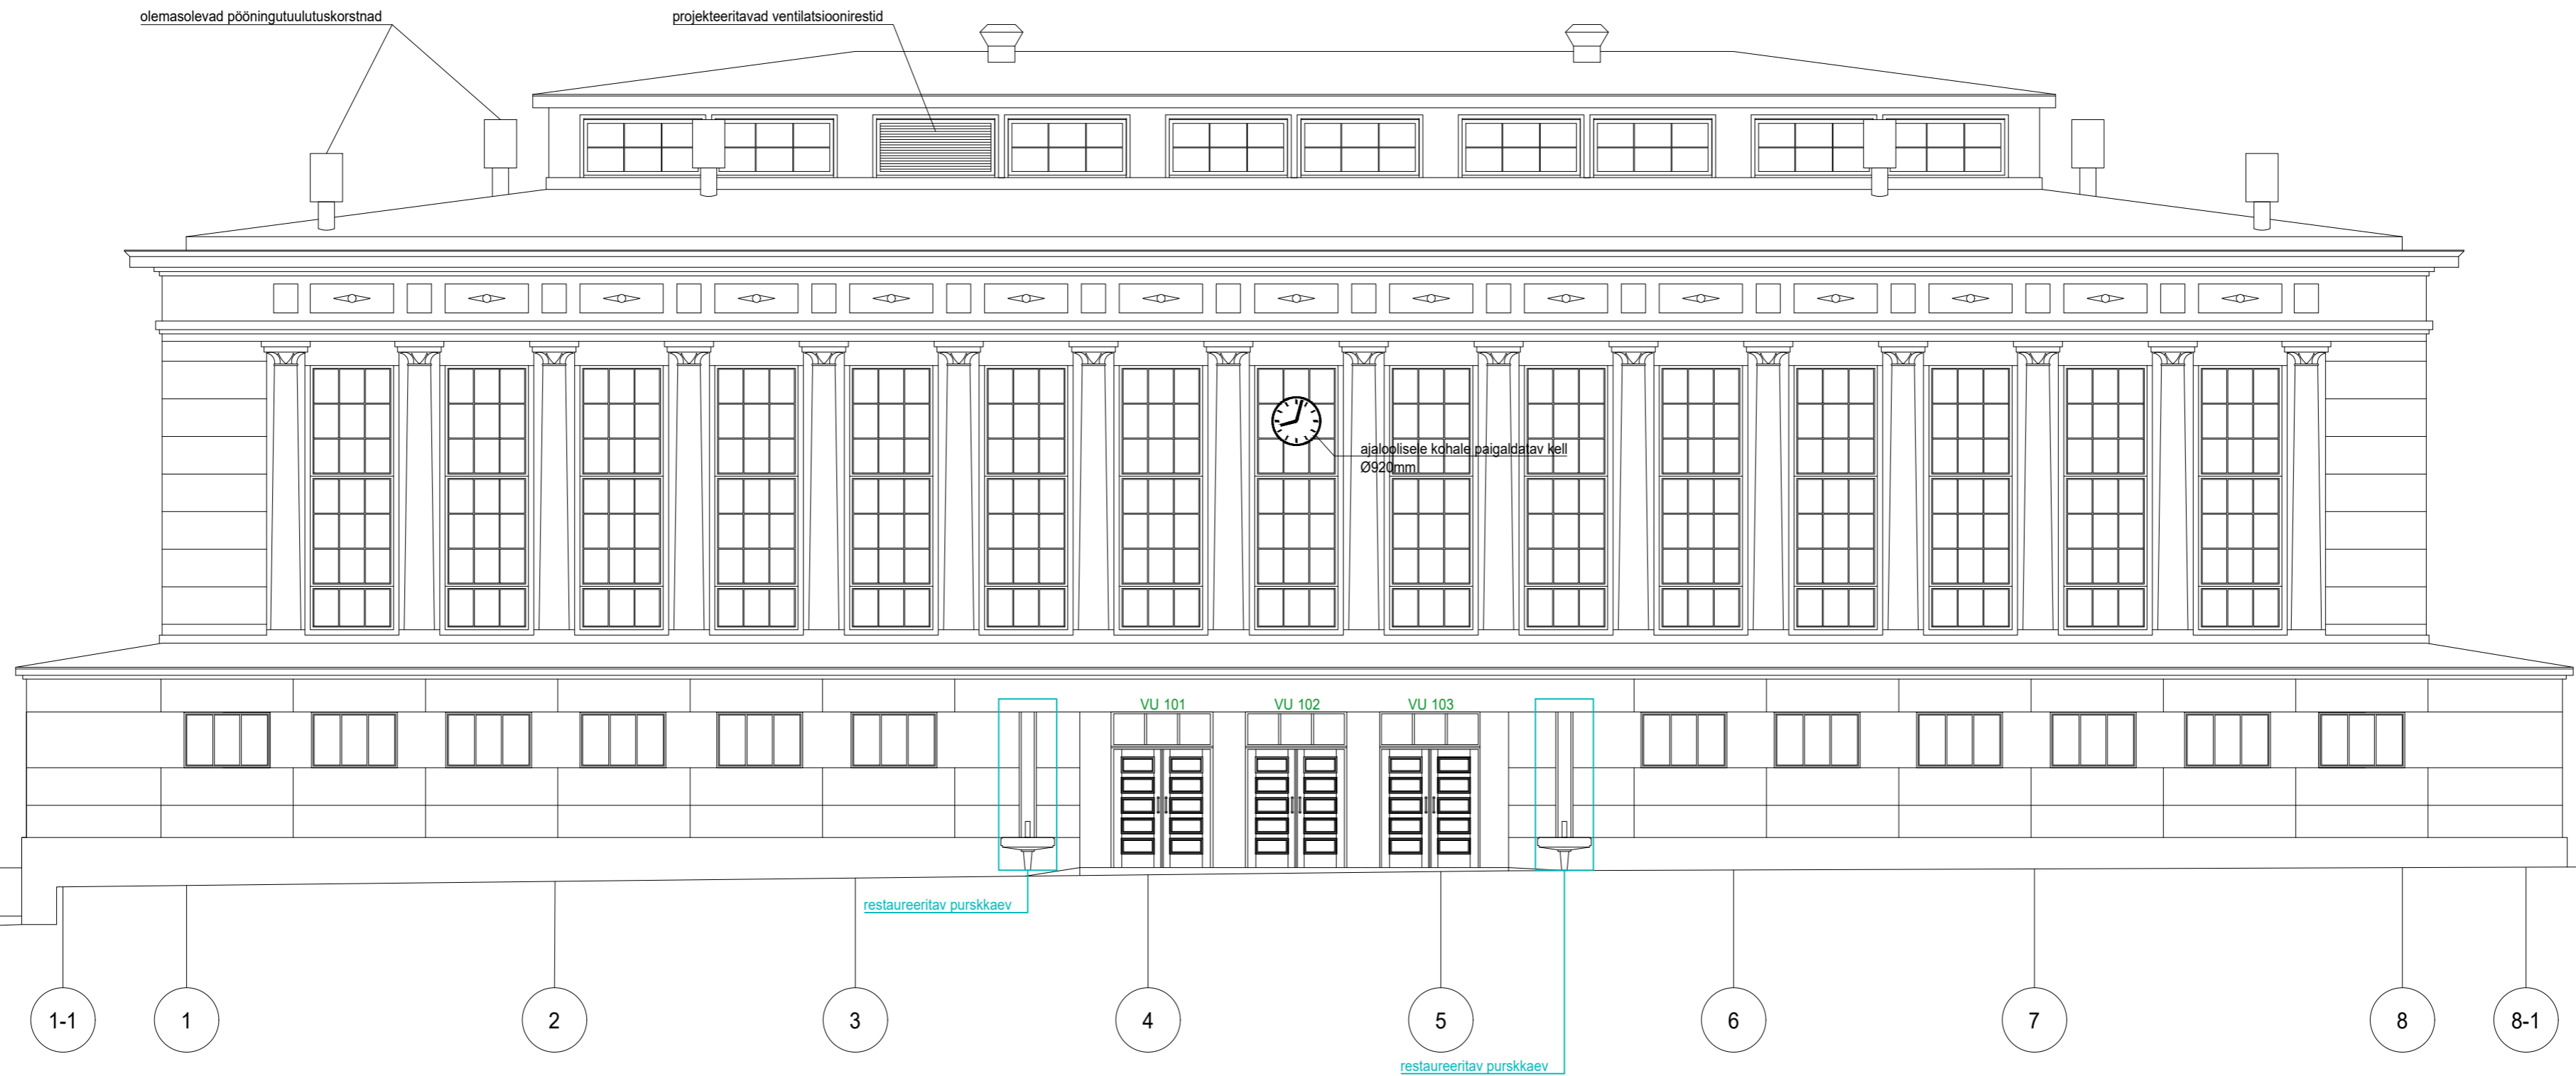 olemasolevad pööningutuulutuskorstnad
projekteeritavad ventilatsioonirestid
ajaloolisele kohale paigaldatav kell
Ø920mm
VU 101
VU 102
VU 103
restaureeritav purskkaev
1-1
1
2
3
4
5
6
7
8
8-1
restaureeritav purskkaev